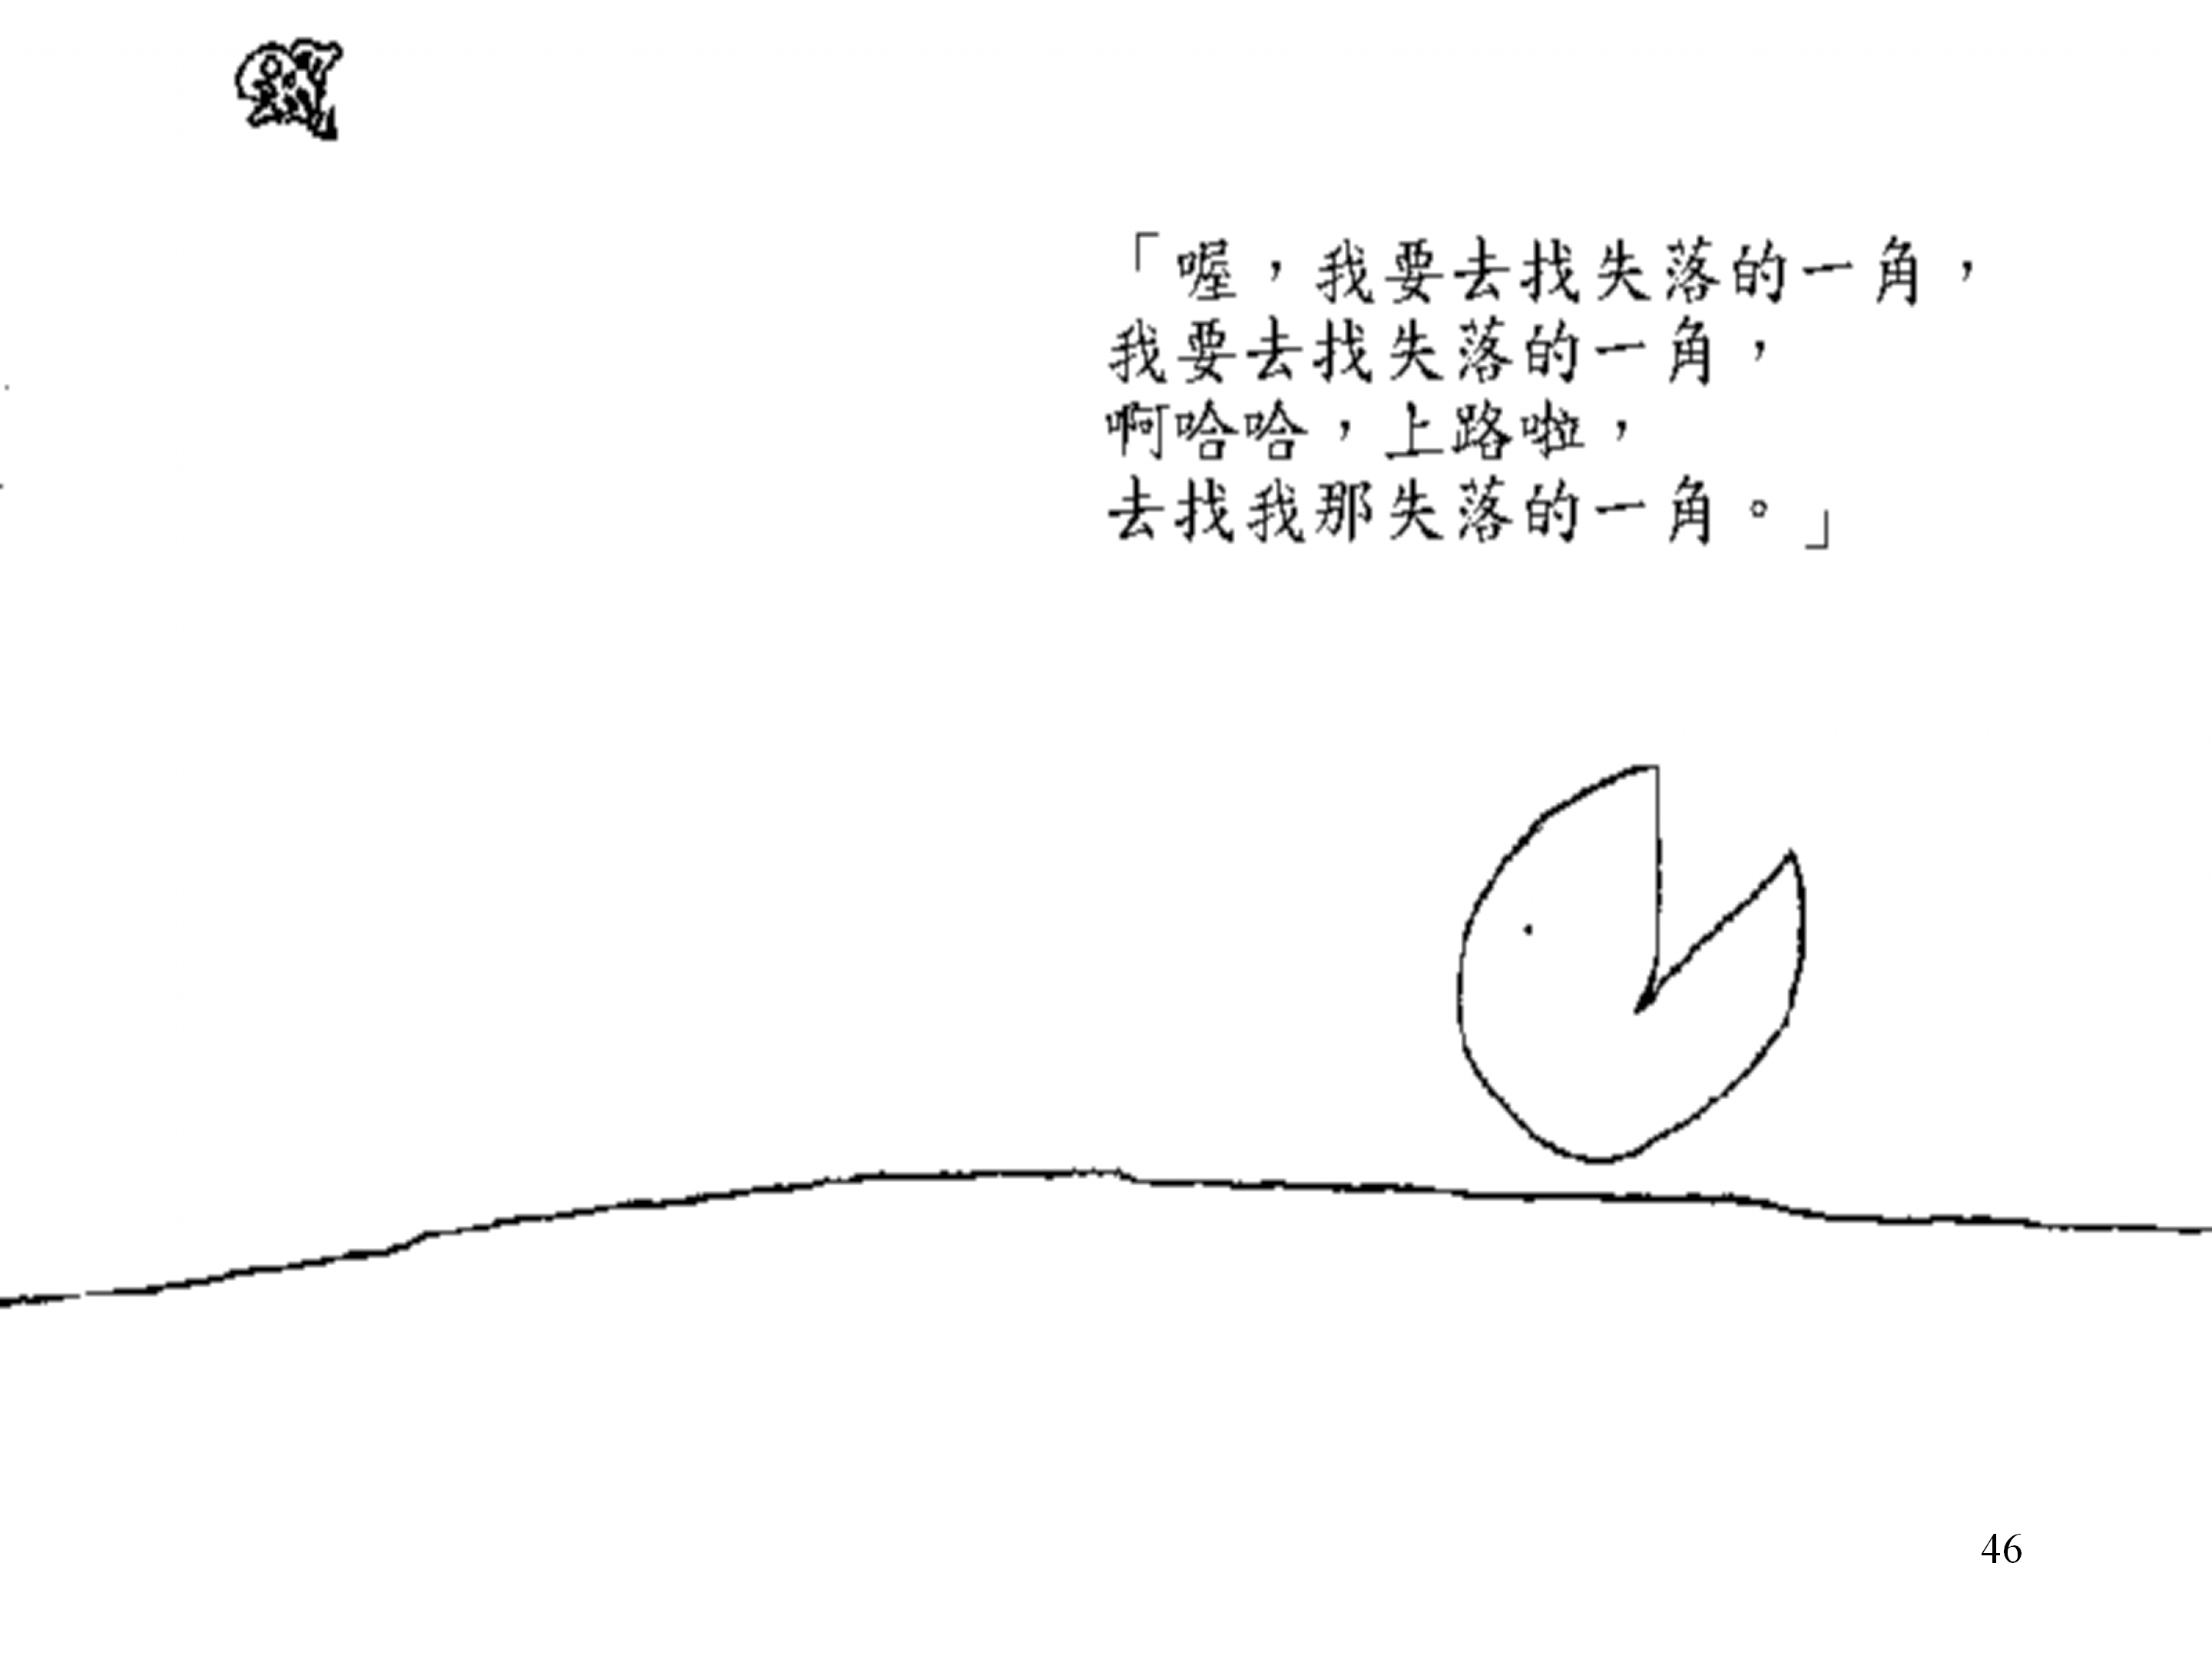 「喔，我要去找失落的一角，
我要去找失落的一角，
啊哈哈，上路啦，
去找我那失落的一角。」
46